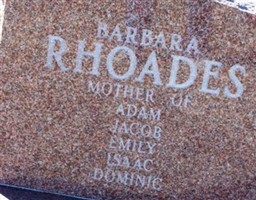 BARBARA
RHOADES
MOTHER OF
ADAM
JACOB
EMILY
ISAAC
DOMINIC